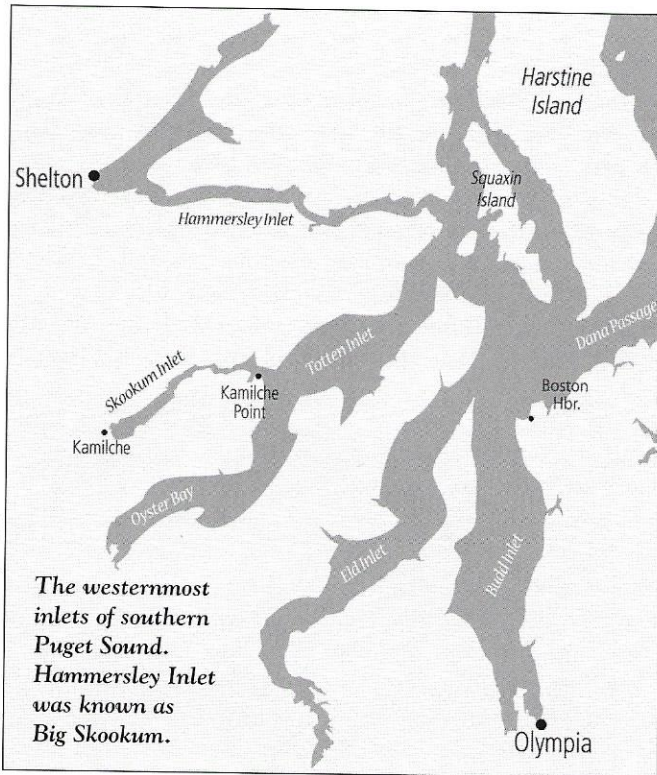 Harstine
Island
Shelton
Squaxin
Island
Hammersley Inlet
Dana Passage
Totten Inlet
Skookum Inlet
Kamilche
Point
Boston
Hbr.
Kamilche
Oyster Bay
Eld Inlet
Budd Inlet
The westernmost
inlets of southern
Puget Sound.
Hammersley Inlet
was known as
Big Skookum.
Olympia